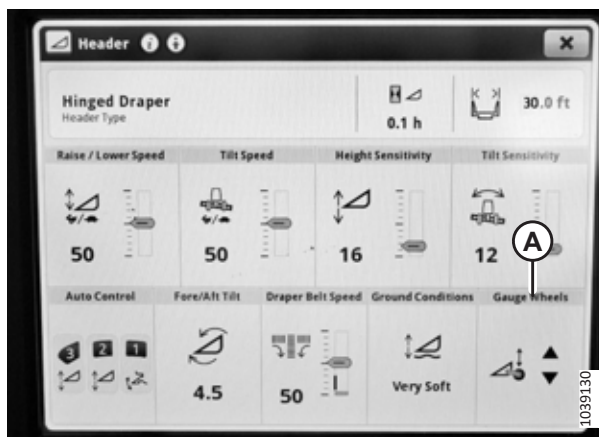 Header
Hinged Draper
Header Type
0.1 h
30.0 ft
Raise / Lower Speed
Tilt Speed
Height Sensitivity
Tilt Sensitivity
50
50
16
12
A
Auto Control
Fore/Aft Tilt
Draper Belt Speed
Ground Conditions
Gauge Wheels
3 2 1
4.5
50
Very Soft
1039130